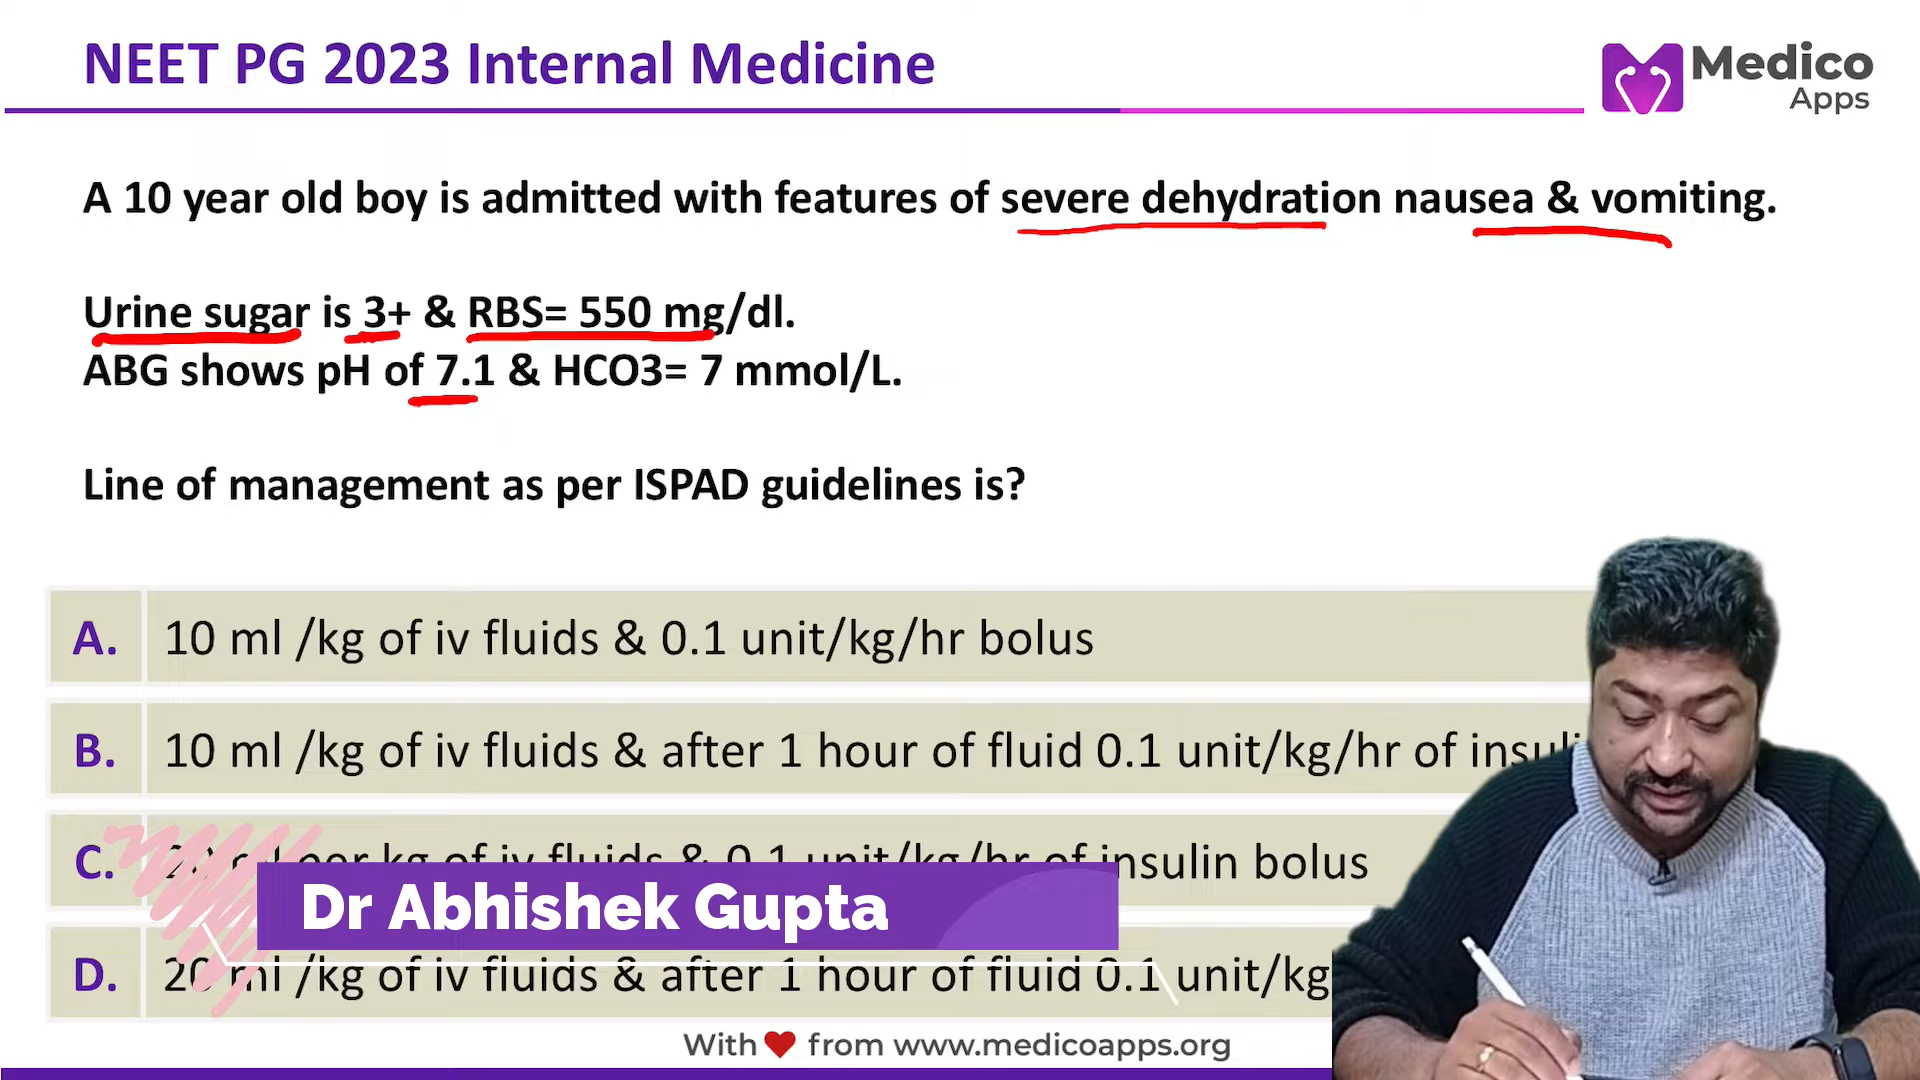 NEET PG 2023 Internal Medicine
Medico
Apps
A 10 year old boy is admitted with features of severe dehydration nausea & vomiting.
Urine sugar is 3+ & RBS= 550 mg/dl.
ABG shows pH of 7.1 & HCO3= 7 mmol/L.
Line of management as per ISPAD guidelines is?
A. 10 ml /kg of iv fluids & 0.1 unit/kg/hr bolus
B. 10 ml /kg of iv fluids & after 1 hour of fluid 0.1 unit/kg/hr of
C. per kg of iv fluids & 0.1 unit/kg/hr of insulin bolus
Dr Abhishek Gupta
D. 20 ml /kg of iv fluids & after 1 hour of fluid 0.1 unit/kg
With ❤ from www.medicoapps.org